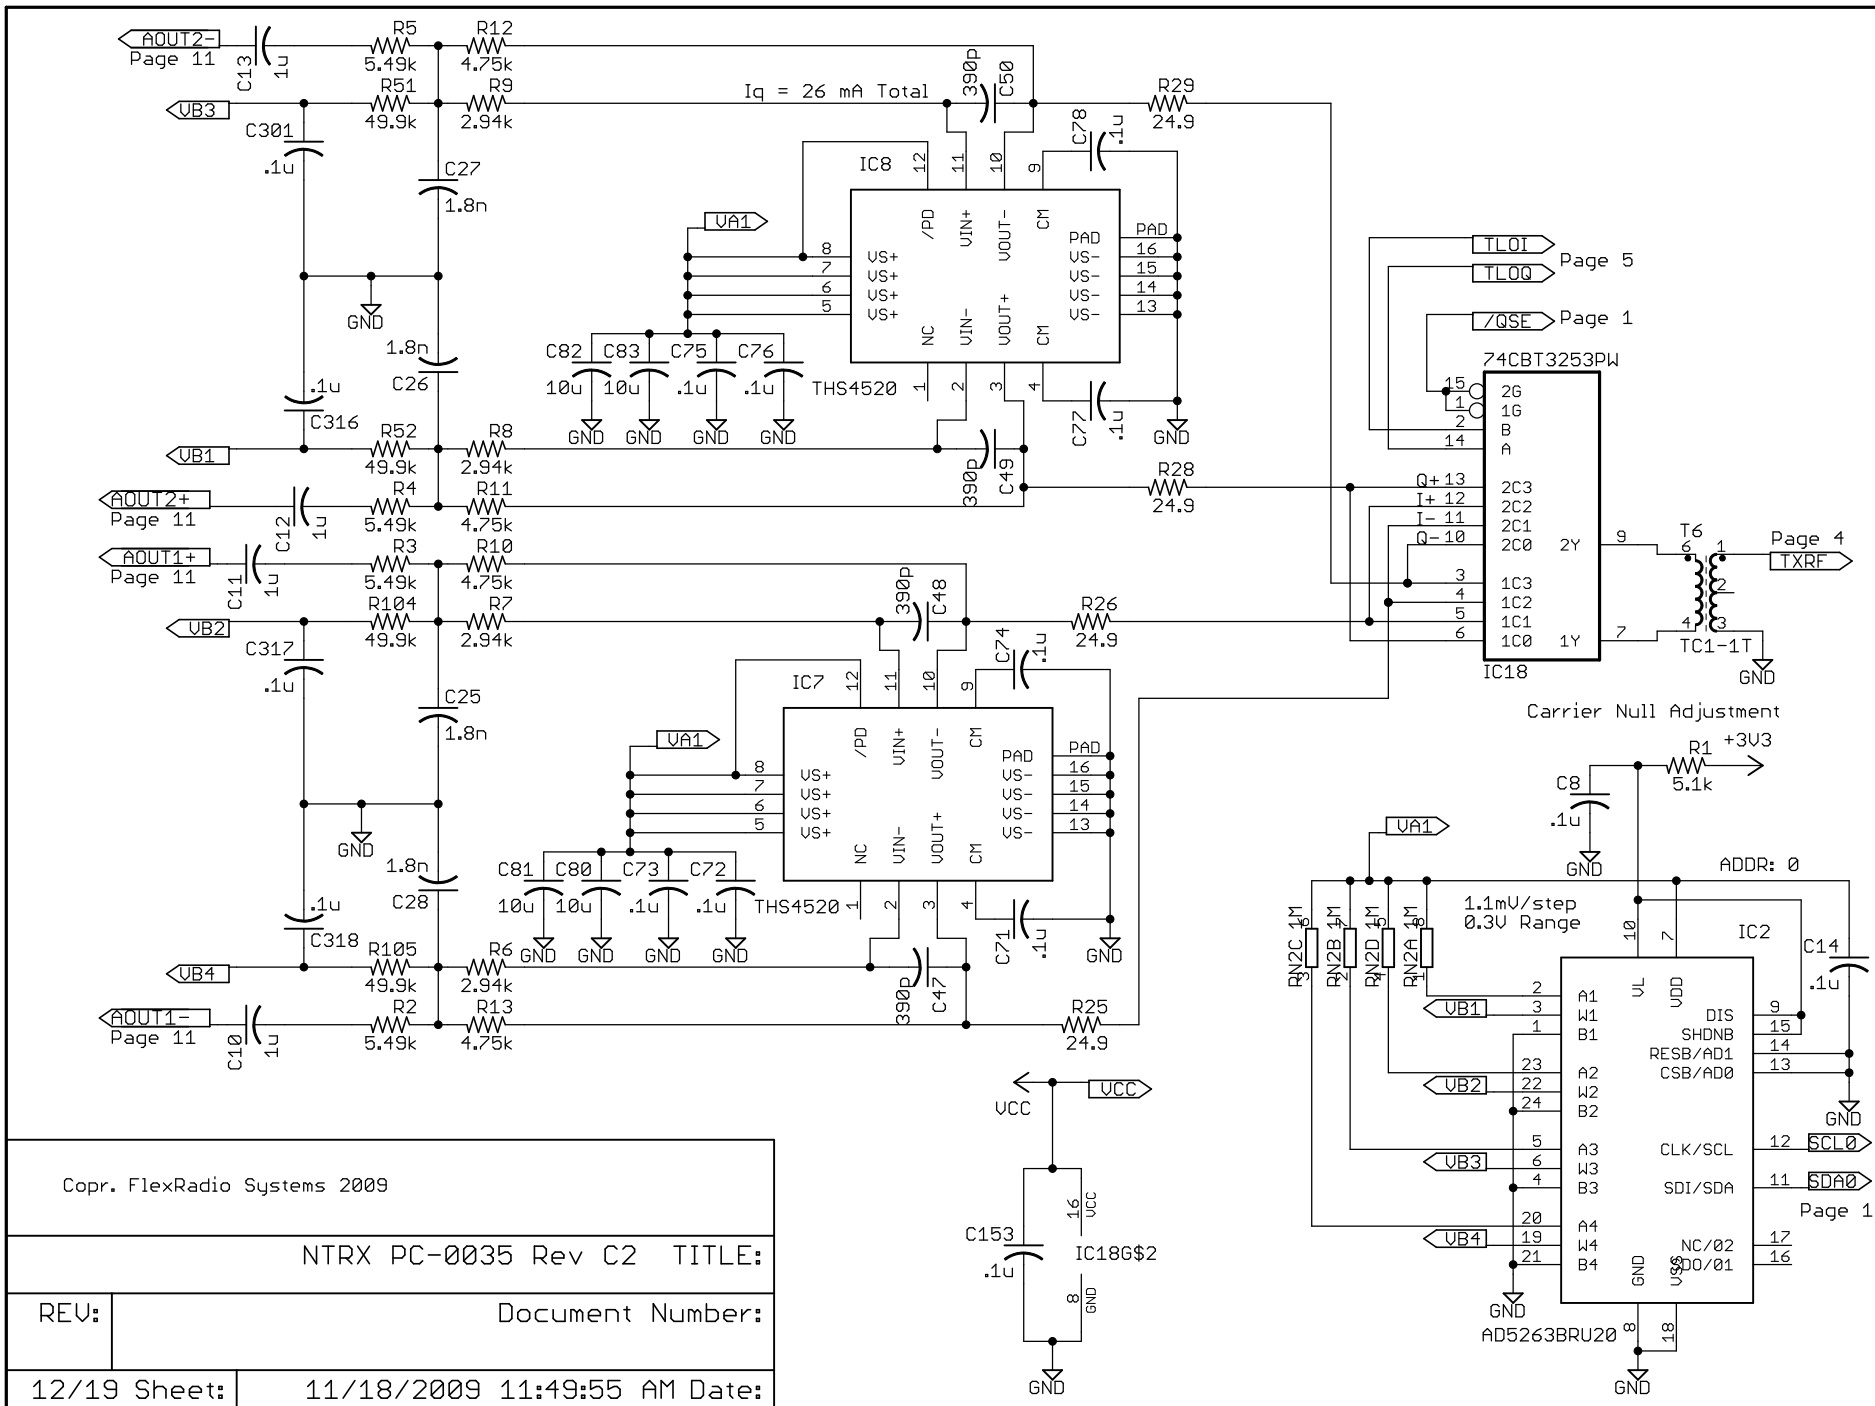 AOUT2-
Page 11
C13
1u
R5
5.49k
R12
4.75k
VB3
R51
49.9k
R9
2.94k
Iq = 26 mA Total
390p
C50
R29
24.9
C301
.1u
C27
1.8n
IC8
12
11
10
9
C78
.1u
VA1
/PD
VIN+
VOUT-
CM
PAD
PAD
8
VS+
VS-
16
7
VS+
VS-
15
6
VS+
VS-
14
5
VS+
VS-
13
NC
VIN-
VOUT+
CM
1
2
3
4
THS4520
GND
C82
10u
C83
10u
C75
.1u
C76
.1u
GND
GND
GND
GND
C77
.1u
GND
1.8n
C26
.1u
C316
VB1
R52
49.9k
R8
2.94k
390p
C49
AOUT2+
Page 11
C12
1u
R4
5.49k
R11
4.75k
R28
24.9
TLOI
TLOQ
Page 5
/QSE
Page 1
74CBT3253PW
15
2G
1
1G
2
B
14
A
Q+ 13
2C3
I+ 12
2C2
I- 11
2C1
Q- 10
2C0
2Y
9
3
1C3
4
1C2
5
1C1
6
1C0
1Y
7
IC18
T6
6
1
2
4
3
TC1-1T
Page 4
TXRF
GND
AOUT1+
Page 11
C11
1u
R3
5.49k
R10
4.75k
VB2
R104
49.9k
R7
2.94k
390p
C48
R26
24.9
C317
.1u
C25
1.8n
IC7
12
11
10
9
C74
.1u
VA1
/PD
VIN+
VOUT-
CM
PAD
PAD
8
VS+
VS-
16
7
VS+
VS-
15
6
VS+
VS-
14
5
VS+
VS-
13
NC
VIN-
VOUT+
CM
1
2
3
4
THS4520
GND
C81
10u
C80
10u
C73
.1u
C72
.1u
GND
GND
GND
GND
C71
.1u
GND
1.8n
C28
.1u
C318
VB4
R105
49.9k
R6
2.94k
390p
C47
AOUT1-
Page 11
C10
1u
R2
5.49k
R13
4.75k
R25
24.9
Carrier Null Adjustment
+3V3
R1
5.1k
C8
.1u
GND
VA1
ADDR: 0
1.1mV/step
0.3V Range
RN2C 1M
6
3
RN2B 1M
7
2
RN2D 1M
5
4
RN2A 1M
8
1
10
7
IC2
C14
.1u
VL
VDD
2
A1
VB1
3
W1
1
B1
DIS
9
SHDNB
15
RESB/AD1
14
CSB/AD0
13
23
A2
VB2
22
W2
24
B2
GND
5
A3
VB3
6
W3
4
B3
CLK/SCL
12
SCL0
SDI/SDA
11
SDA0
Page 1
20
A4
VB4
19
W4
21
B4
NC/02
17
SDO/01
16
GND
VSS
GND
AD5263BRU20
8
18
GND
VCC
VCC
C153
.1u
16
VCC
IC18G$2
8
GND
GND
Copr. FlexRadio Systems 2009
NTRX PC-0035 Rev C2 TITLE:
REV:
Document Number:
12/19 Sheet:
11/18/2009 11:49:55 AM Date: